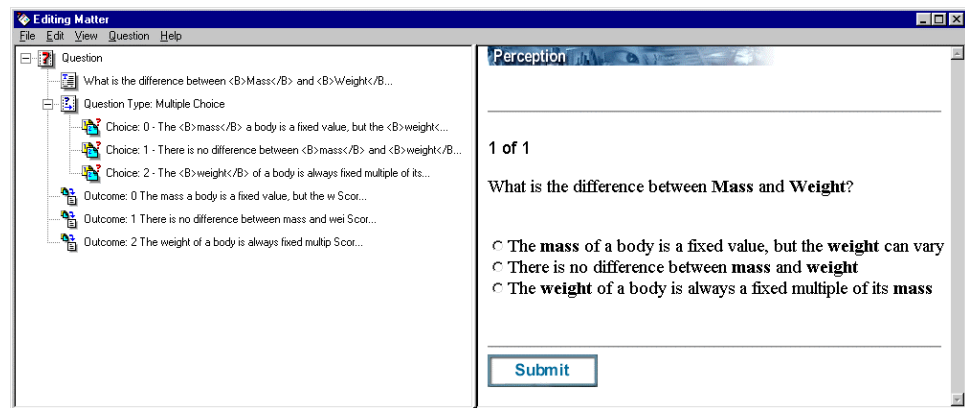 Editing Matter
File Edit View Question Help
Question
What is the difference between <B>Mass</B> and <B>Weight</B...
Question Type: Multiple Choice
Choice: 0 - The <B>mass</B> a body is a fixed value, but the <B>weight<...
Choice: 1 - There is no difference between <B>mass</B> and <B>weight</B...
Choice: 2 - The <B>weight</B> of a body is always fixed multiple of its...
Outcome: 0 The mass a body is a fixed value, but the w Scor...
Outcome: 1 There is no difference between mass and wei Scor...
Outcome: 2 The weight of a body is always fixed multip Scor...
Perception
1 of 1
What is the difference between Mass and Weight?
The mass of a body is a fixed value, but the weight can vary
There is no difference between mass and weight
The weight of a body is always a fixed multiple of its mass
Submit